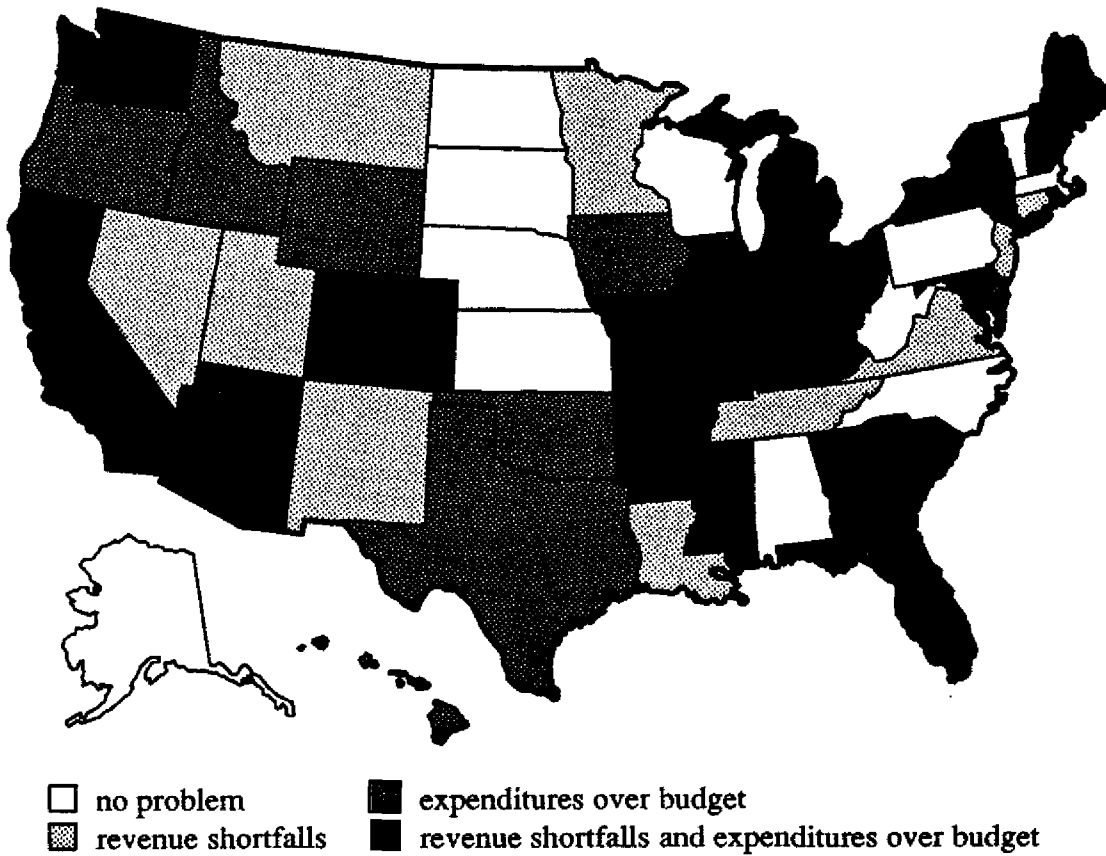 no problem
expenditures over budget
revenue shortfalls
revenue shortfalls and expenditures over budget